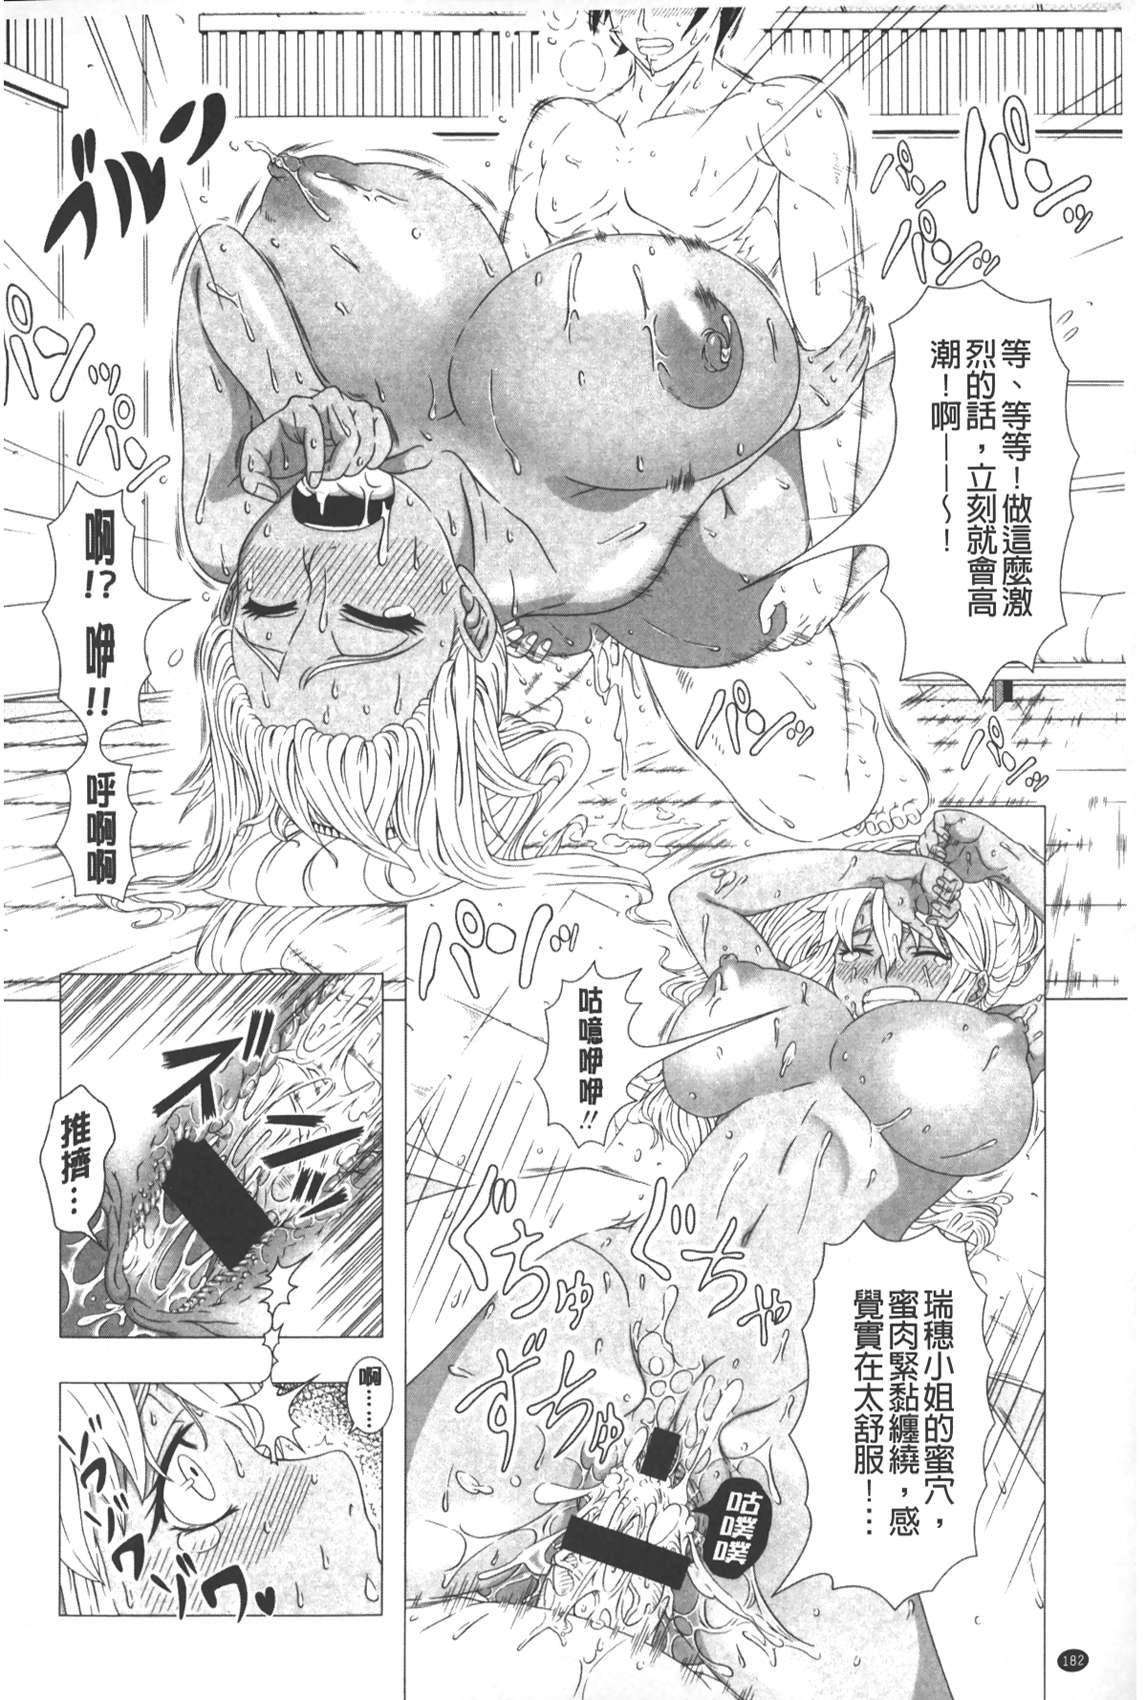 等、等等！做這麼激
烈的話，立刻就會高
潮！啊——～！
ブルンッ
パンッ
パンッ
パンッ
パンッ
パンッ
パンッ
パンッ
啊!?
咿!!
呼啊啊
パンッ
咕噫咿咿!!
瑞穗小姐的蜜穴，
蜜肉緊黏纏繞，感
覺實在太舒服！…
ぐちゅ
ぐちゃ
ずちゅ
咕噗噗
推擠…
啊……
ゾワ
ゾワ♥
182